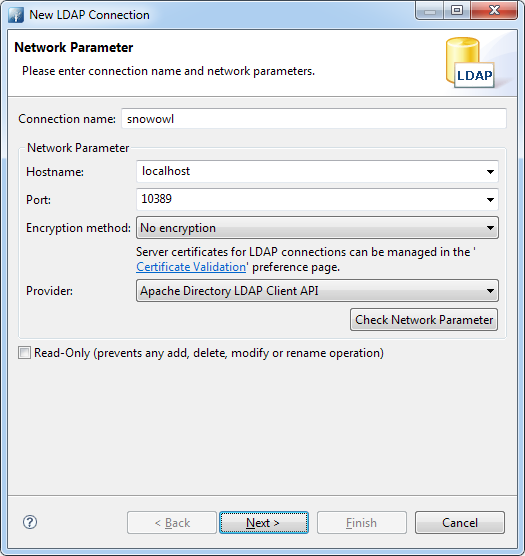 New LDAP Connection
Network Parameter
Please enter connection name and network parameters.
LDAP
Connection name: snowowl
Network Parameter
Hostname: localhost
Port: 10389
Encryption method: No encryption
Server certificates for LDAP connections can be managed in the '
Certificate Validation' preference page.
Provider: Apache Directory LDAP Client API
Check Network Parameter
Read-Only (prevents any add, delete, modify or rename operation)
? < Back Next > Finish Cancel